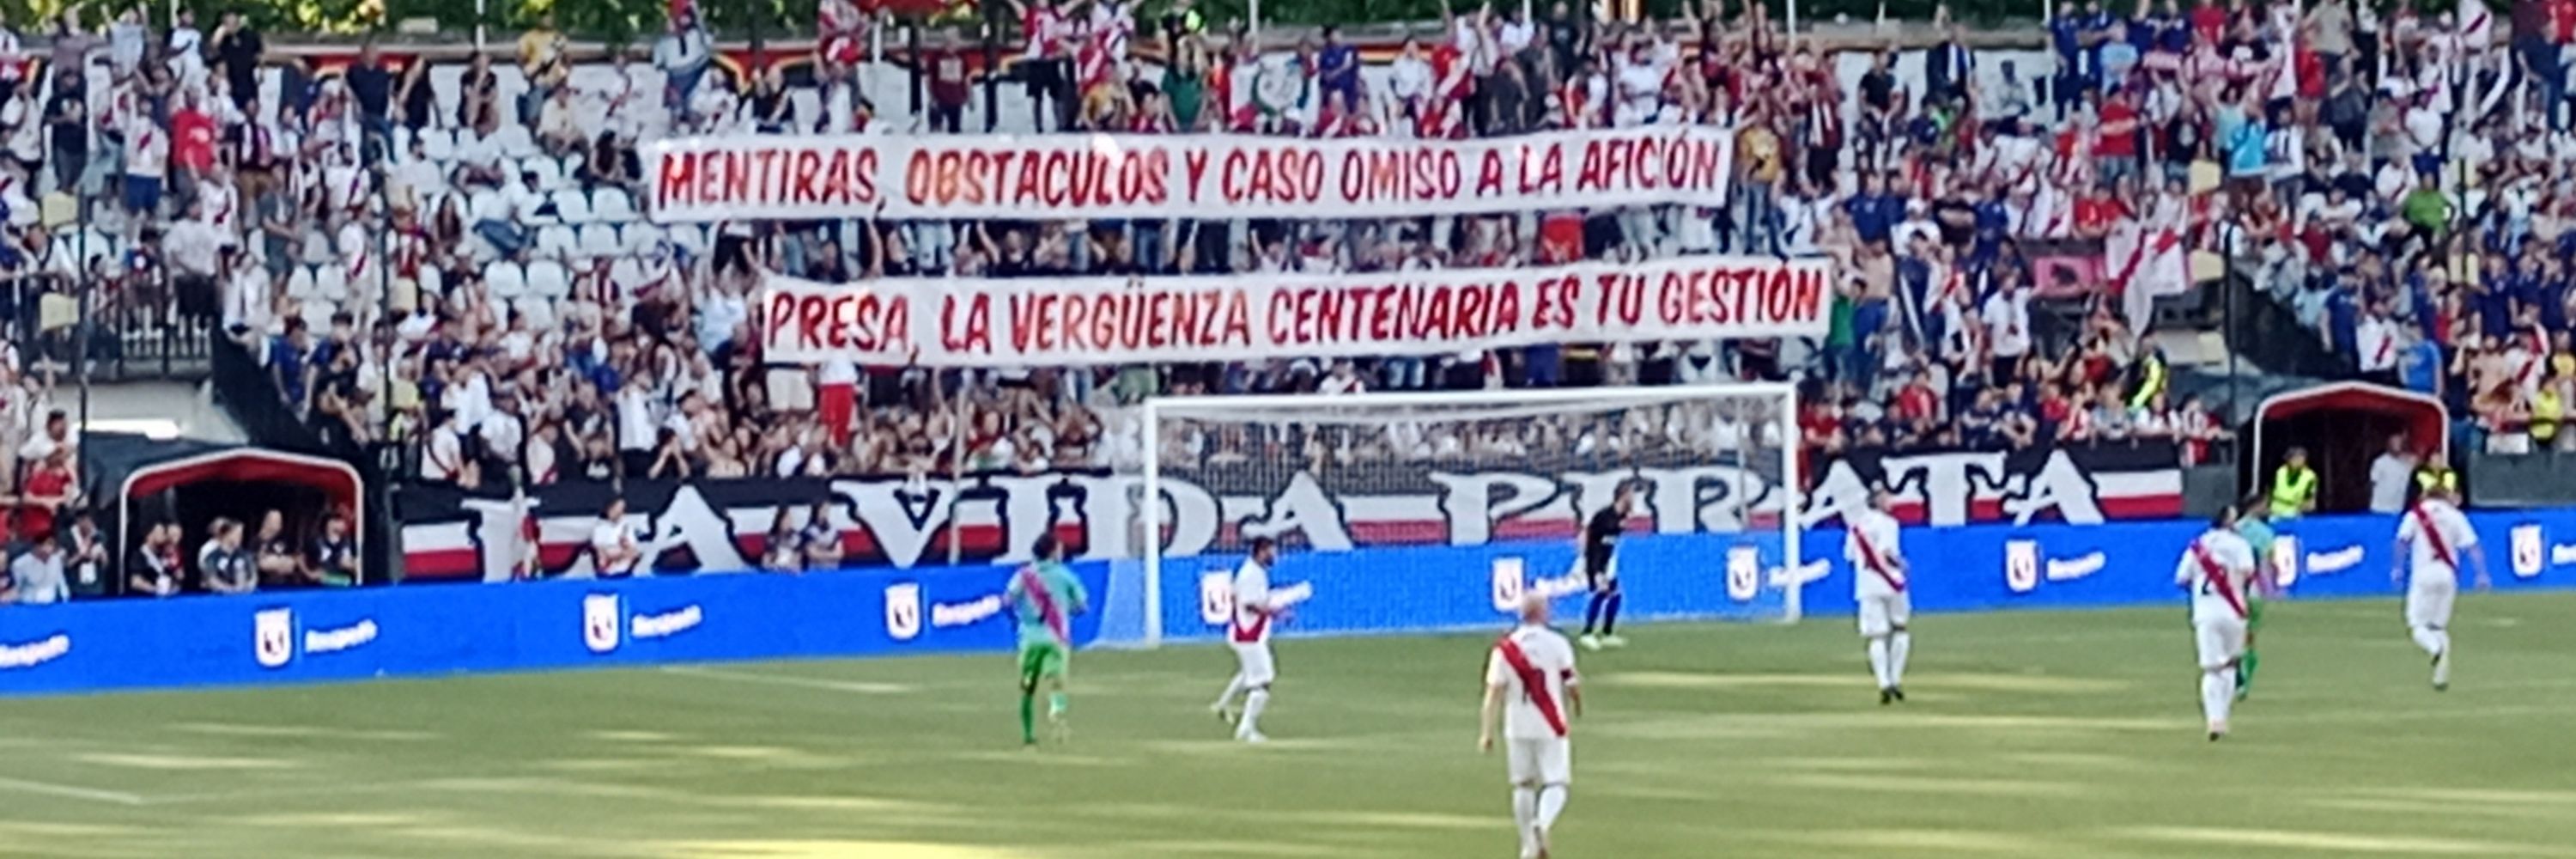 MENTIRAS, OBSTACULOS Y CASO OMISO A LA AFICIÓN
PRESA, LA VERGÜENZA CENTENARIA ES TU GESTIÓN
LA VIDA PIRATA